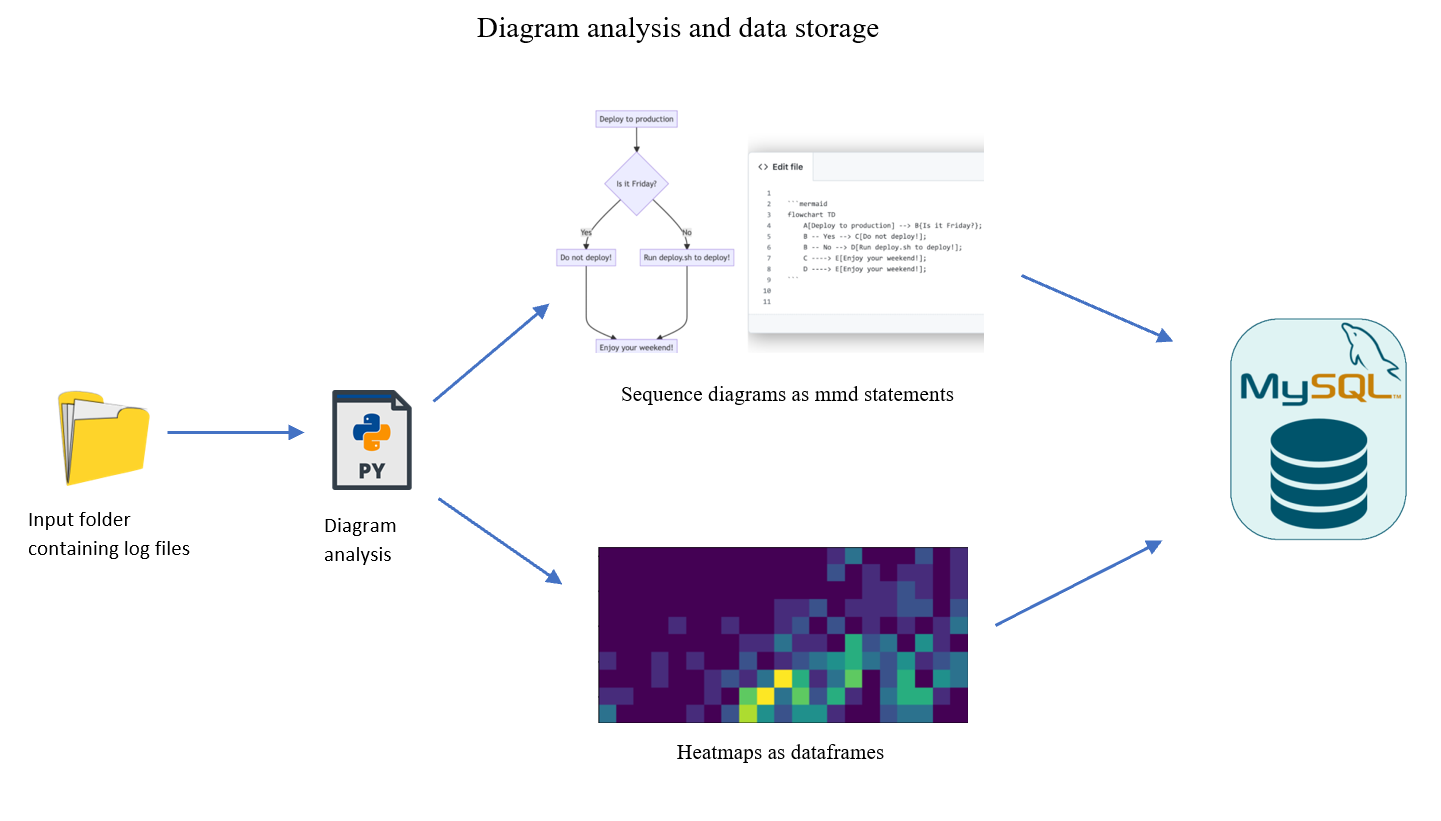 Diagram analysis and data storage
Deploy to production
Is it Friday?
Yes
No
Do not deploy!
Run deploy.sh to deploy!
Enjoy your weekend!
<> Edit file
1
2 ```mermaid
3 flowchart TD
4 A[Deploy to production] --> B{Is it Friday?};
5 B -- Yes --> C[Do not deploy!];
6 B -- No --> D[Run deploy.sh to deploy!];
7 C ----> E[Enjoy your weekend!];
8 D ----> E[Enjoy your weekend!];
9 ```
10
11
Sequence diagrams as mmd statements
MySQL™
PY
Input folder
containing log files
Diagram
analysis
Heatmaps as dataframes